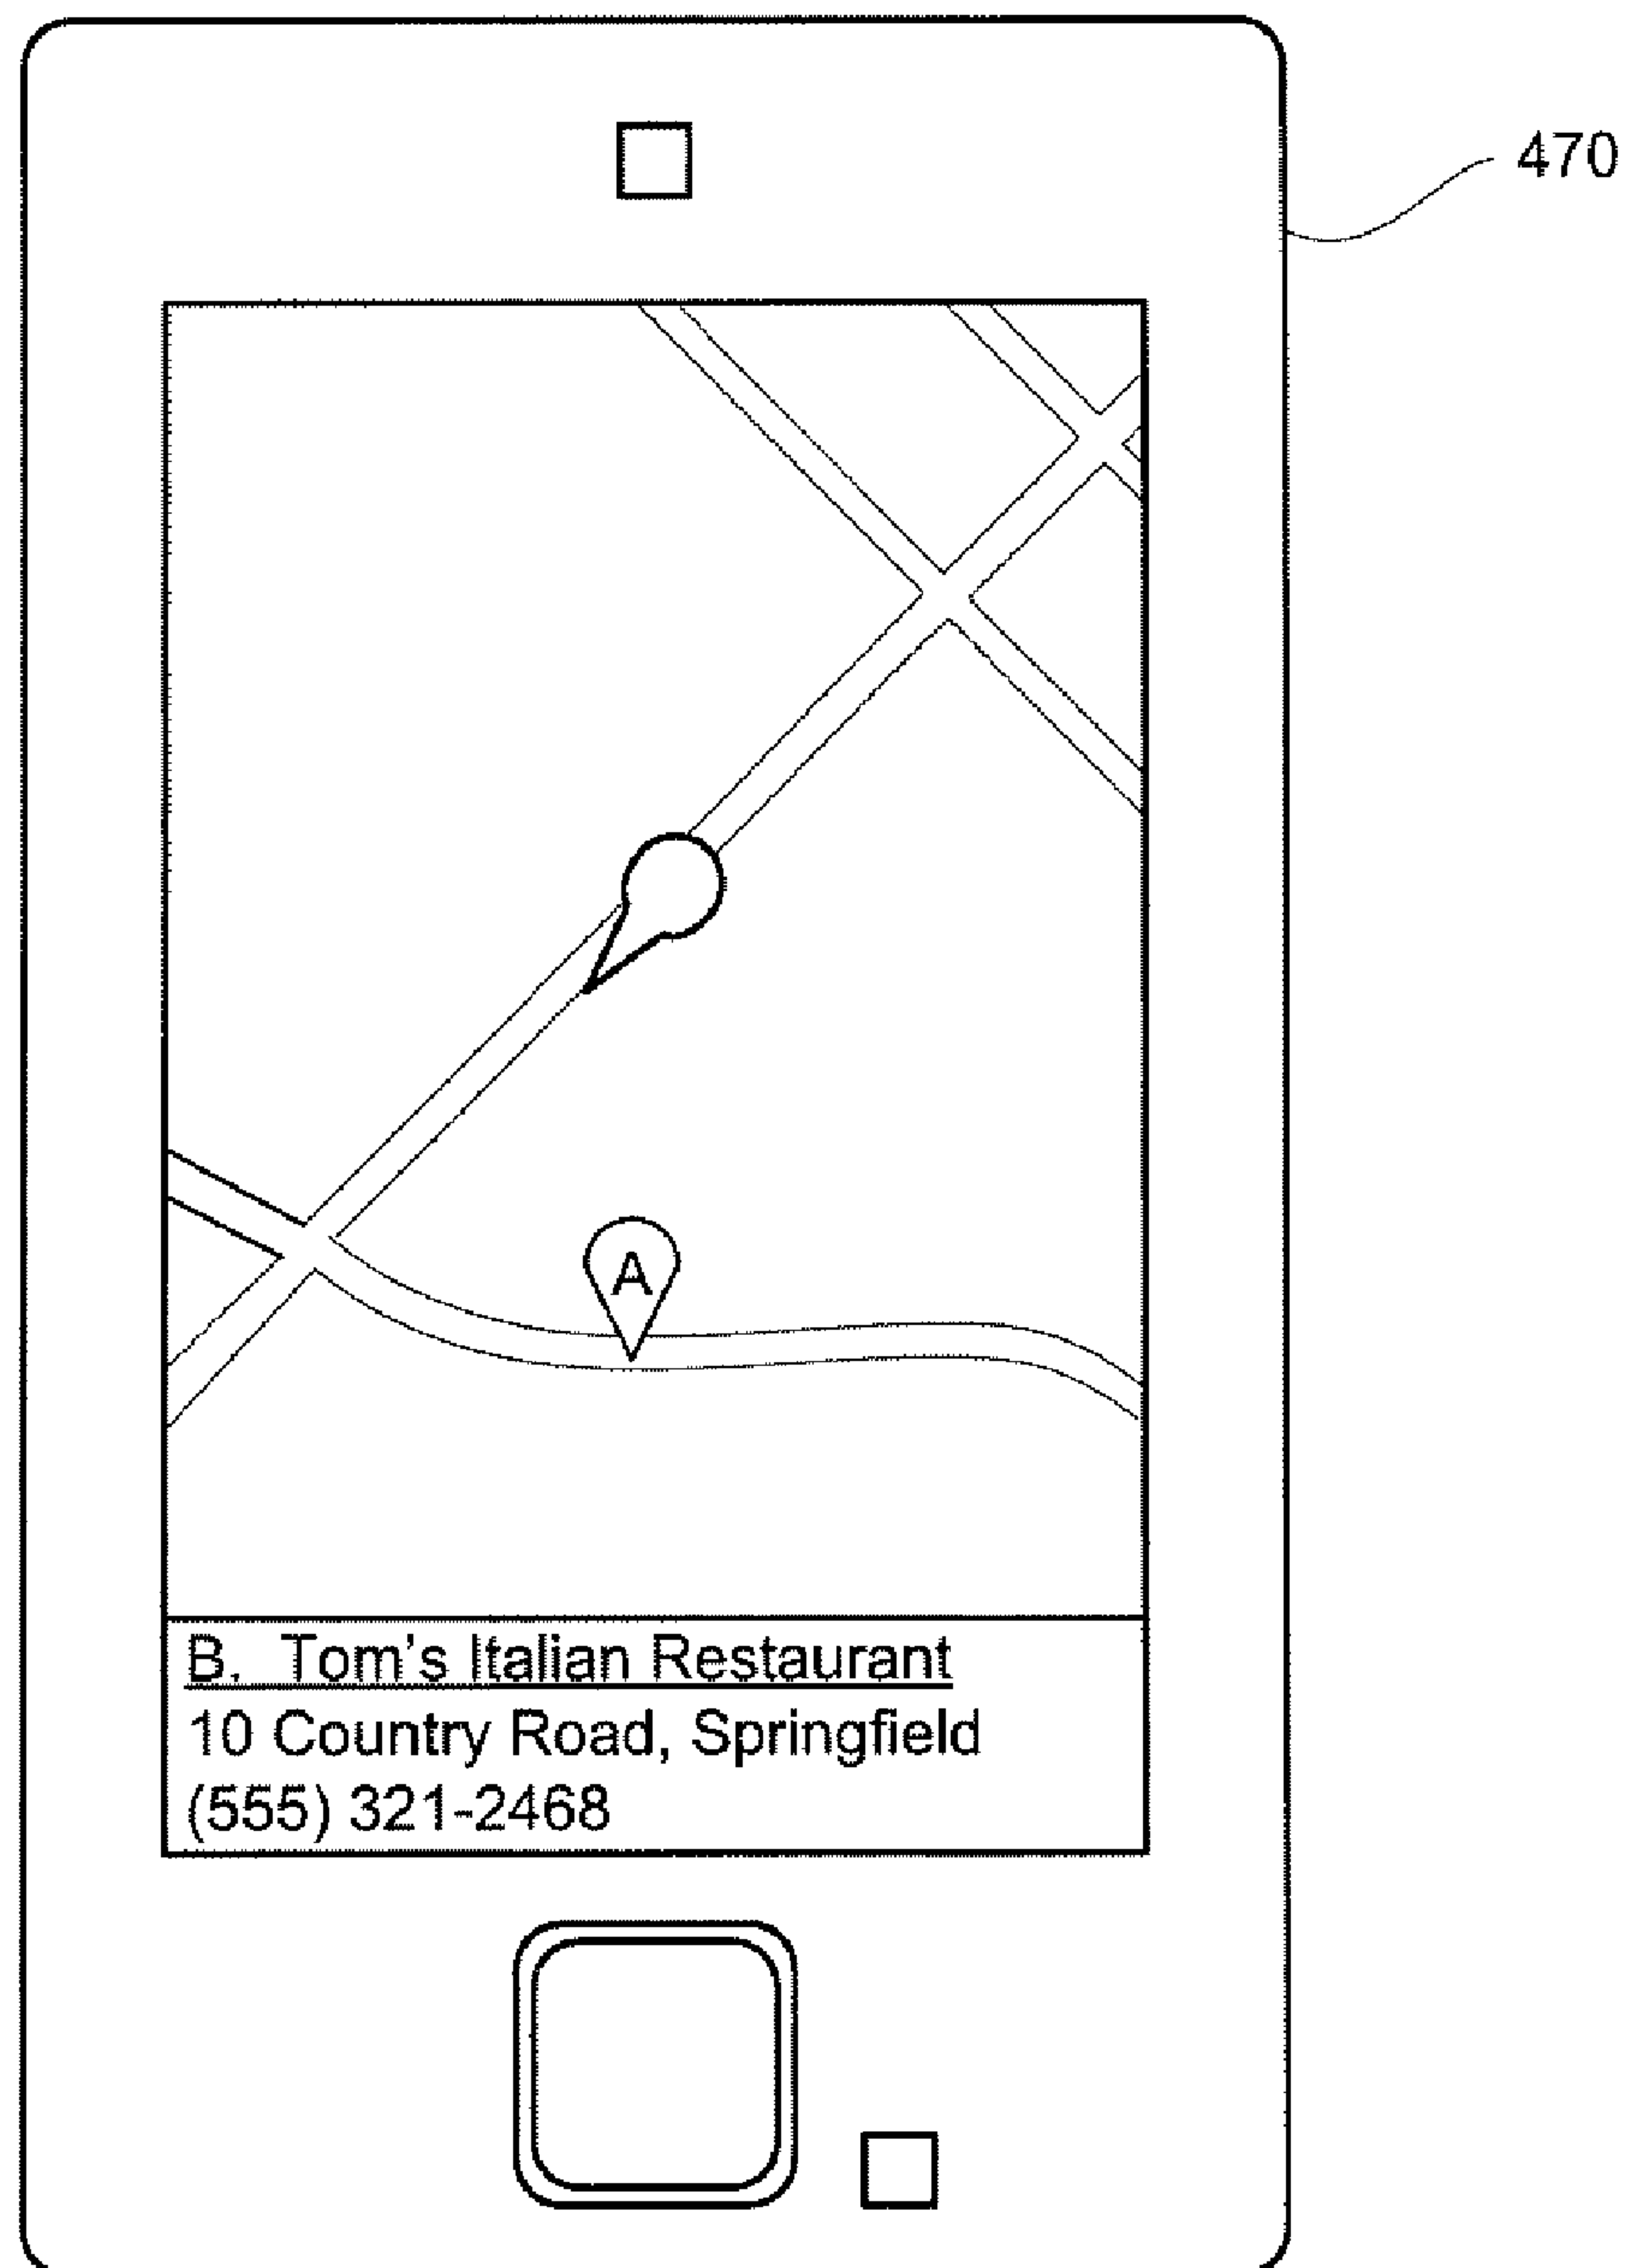 470
A
B. Tom's Italian Restaurant
10 Country Road, Springfield
(555) 321-2468